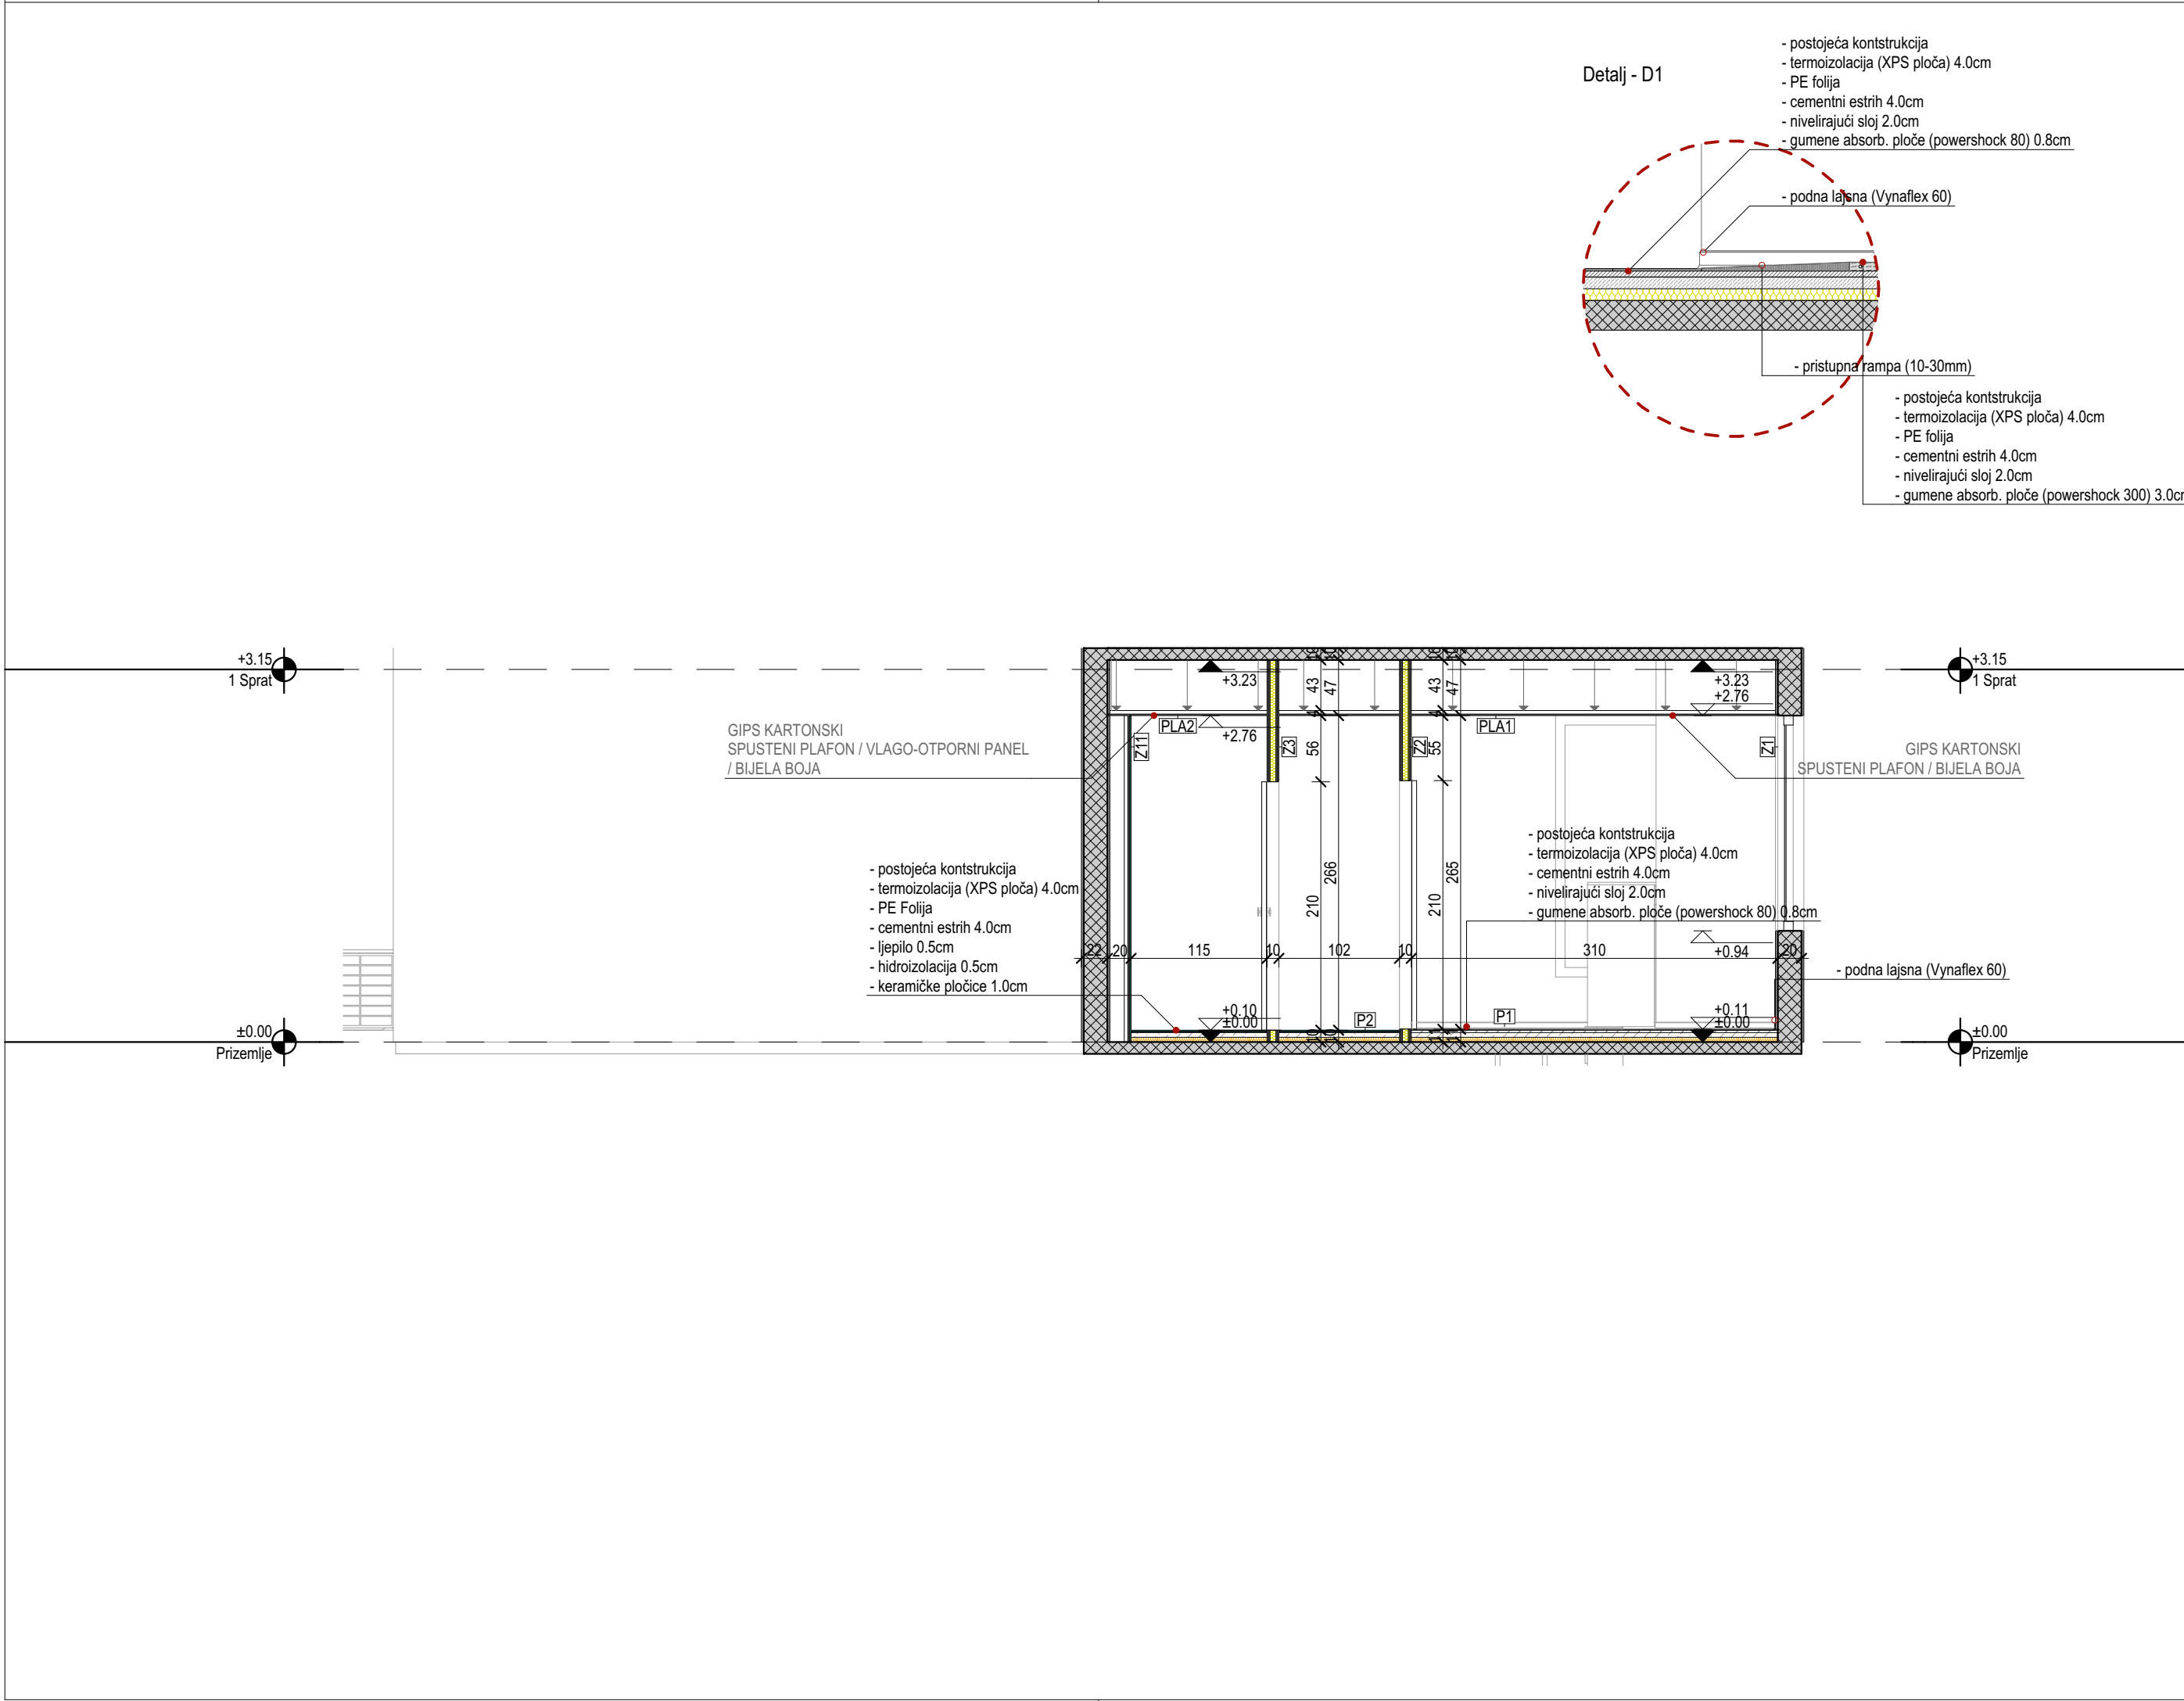 Detalj - D1
- postojeća kontstrukcija
- termoizolacija (XPS ploča) 4.0cm
- PE folija
- cementni estrih 4.0cm
- nivelirajući sloj 2.0cm
- gumene absorb. ploče (powershock 80) 0.8cm
- podna lajsna (Vynaflex 60)
- pristupna rampa (10-30mm)
- postojeća kontstrukcija
- termoizolacija (XPS ploča) 4.0cm
- PE folija
- cementni estrih 4.0cm
- nivelirajući sloj 2.0cm
- gumene absorb. ploče (powershock 300)
+3.15
1 Sprat
+3.15
1 Sprat
+3.23
+3.23
+2.76
43
47
43
47
PLA2
+2.76
PLA1
Z11
Z3
Z2
Z1
56
55
GIPS KARTONSKI
SPUSTENI PLAFON / VLAGO-OTPORNI PANEL
/ BIJELA BOJA
GIPS KARTONSKI
SPUSTENI PLAFON / BIJELA BOJA
- postojeća kontstrukcija
- termoizolacija (XPS ploča) 4.0cm
- cementni estrih 4.0cm
- nivelirajući sloj 2.0cm
- gumene absorb. ploče (powershock 80) 0.8cm
- postojeća kontstrukcija
- termoizolacija (XPS ploča) 4.0cm
- PE Folija
- cementni estrih 4.0cm
- ljepilo 0.5cm
- hidroizolacija 0.5cm
- keramičke pločice 1.0cm
210
266
210
265
22 20 115 10 102 10 310 20
+0.94
- podna lajsna (Vynaflex 60)
+0.10
±0.00
P2
P1
+0.11
±0.00
±0.00
Prizemlje
±0.00
Prizemlje